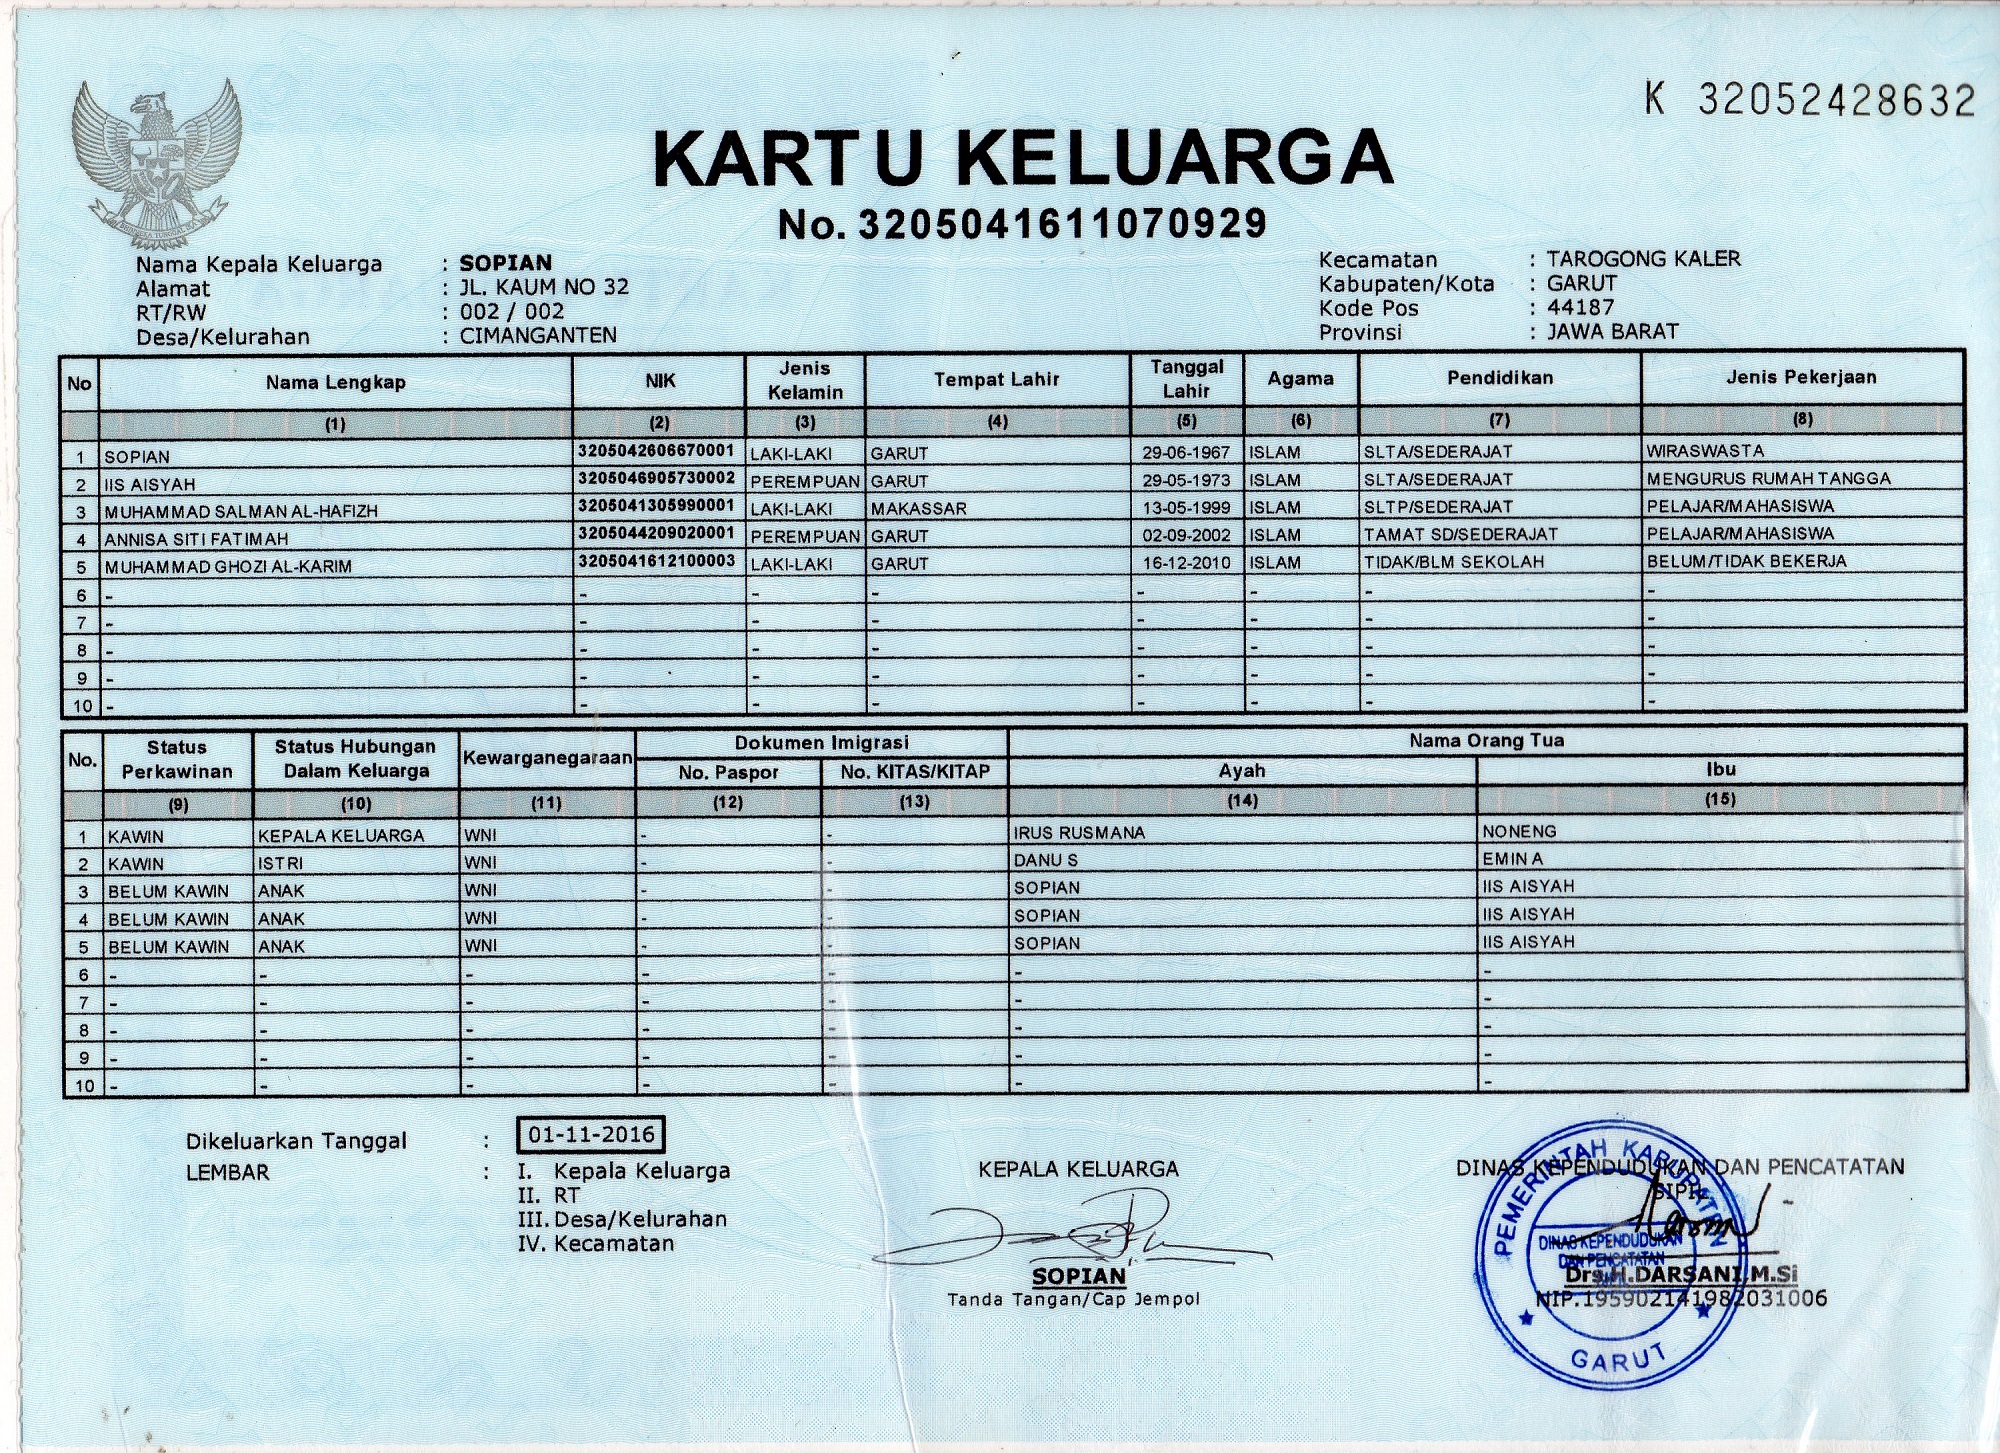 K 32052428632
KARTU KELUARGA
No. 3205041611070929
Nama Kepala Keluarga : SOPIAN
Alamat : JL. KAUM NO 32
RT/RW : 002 / 002
Desa/Kelurahan : CIMANGANTEN
Kecamatan : TAROGONG KALER
Kabupaten/Kota : GARUT
Kode Pos : 44187
Provinsi : JAWA BARAT
No Nama Lengkap NIK Jenis Kelamin Tempat Lahir Tanggal Lahir Agama Pendidikan Jenis Pekerjaan
(1) (2) (3) (4) (5) (6) (7) (8)
1 SOPIAN 3205042606670001 LAKI-LAKI GARUT 29-06-1967 ISLAM SLTA/SEDERAJAT WIRASWASTA
2 IIS AISYAH 3205046905730002 PEREMPUAN GARUT 29-05-1973 ISLAM SLTA/SEDERAJAT MENGURUS RUMAH TANGGA
3 MUHAMMAD SALMAN AL-HAFIZH 3205041305990001 LAKI-LAKI MAKASSAR 13-05-1999 ISLAM SLTP/SEDERAJAT PELAJAR/MAHASISWA
4 ANNISA SITI FATIMAH 3205044209020001 PEREMPUAN GARUT 02-09-2002 ISLAM TAMAT SD/SEDERAJAT PELAJAR/MAHASISWA
5 MUHAMMAD GHOZI AL-KARIM 3205041612100003 LAKI-LAKI GARUT 16-12-2010 ISLAM TIDAK/BLM SEKOLAH BELUM/TIDAK BEKERJA
6 - - - - - - - -
7 - - - - - - - -
8 - - - - - - - -
9 - - - - - - - -
10 - - - - - - - -
No. Status Perkawinan Status Hubungan Dalam Keluarga Kewarganegaraan Dokumen Imigrasi Nama Orang Tua
No. Paspor No. KITAS/KITAP Ayah Ibu
(9) (10) (11) (12) (13) (14) (15)
1 KAWIN KEPALA KELUARGA WNI - - IRUS RUSMANA NONENG
2 KAWIN ISTRI WNI - - DANU S EMINA
3 BELUM KAWIN ANAK WNI - - SOPIAN IIS AISYAH
4 BELUM KAWIN ANAK WNI - - SOPIAN IIS AISYAH
5 BELUM KAWIN ANAK WNI - - SOPIAN IIS AISYAH
6 - - - - - - -
7 - - - - - - -
8 - - - - - - -
9 - - - - - - -
10 - - - - - - -
Dikeluarkan Tanggal : 01-11-2016
LEMBAR : I. Kepala Keluarga
II. RT
III. Desa/Kelurahan
IV. Kecamatan
KEPALA KELUARGA
SOPIAN
Tanda Tangan/Cap Jempol
DINAS KEPENDUDUKAN DAN PENCATATAN
SIPIL
Drs.H.DARSANI,M.Si
NIP.195902141982031006
PEMERINTAH KABUPATEN
DINAS KEPENDUDUKAN
DAN PENCATATAN
GARUT